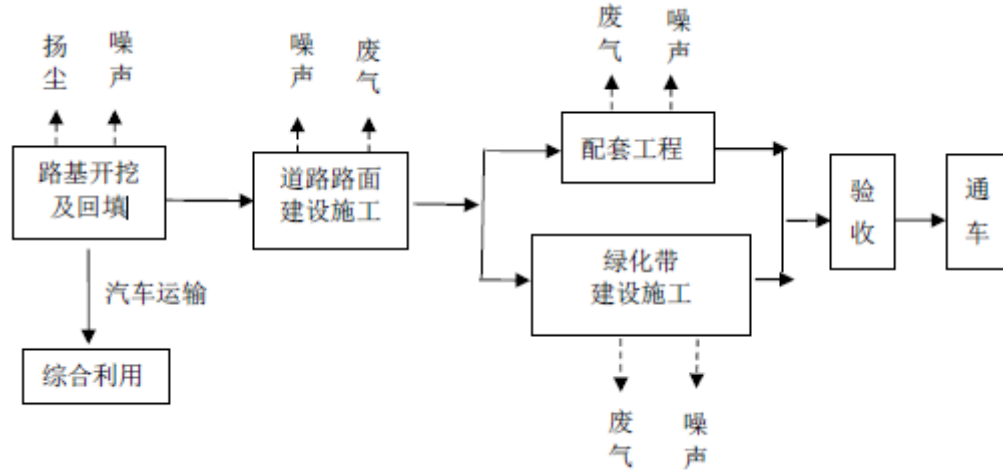 扬尘
噪声
噪声
废气
废气
噪声
路基开挖
及回填
道路路面
建设施工
配套工程
绿化带
建设施工
验收
通车
汽车运输
综合利用
废气
噪声